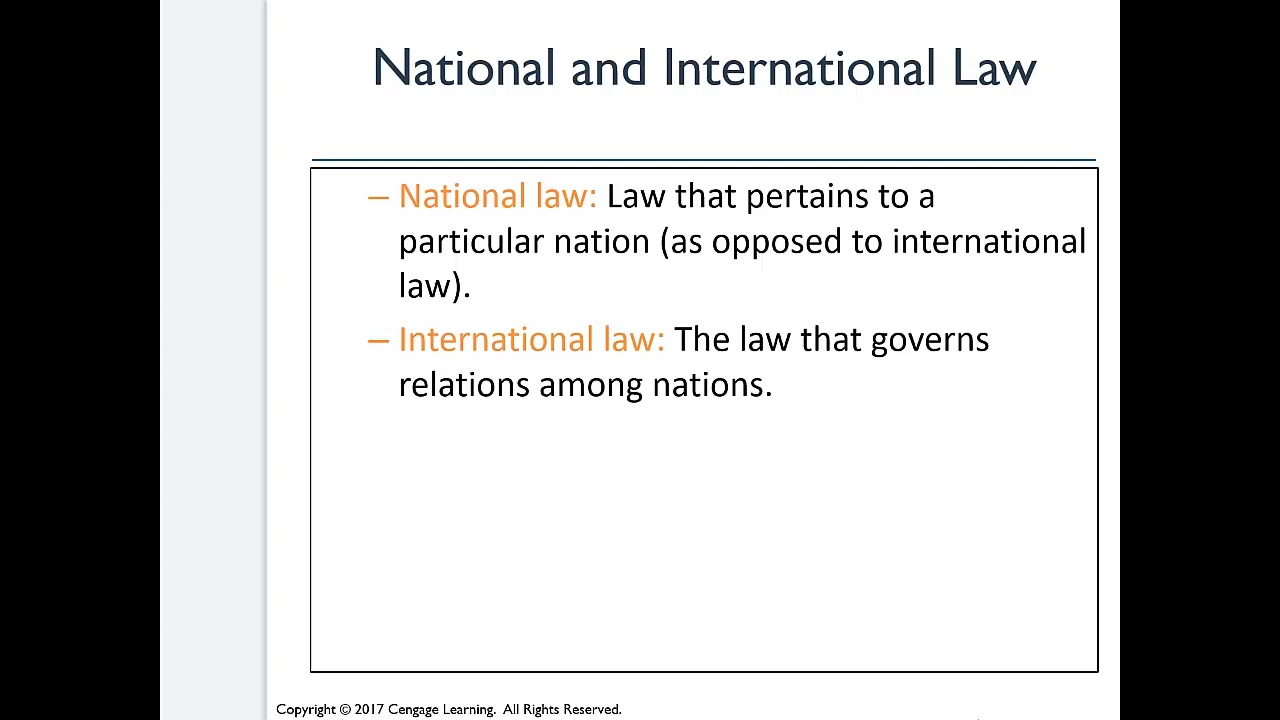 National and International Law
– National law: Law that pertains to a
particular nation (as opposed to international
law).
– International law: The law that governs
relations among nations.
Copyright © 2017 Cengage Learning. All Rights Reserved.